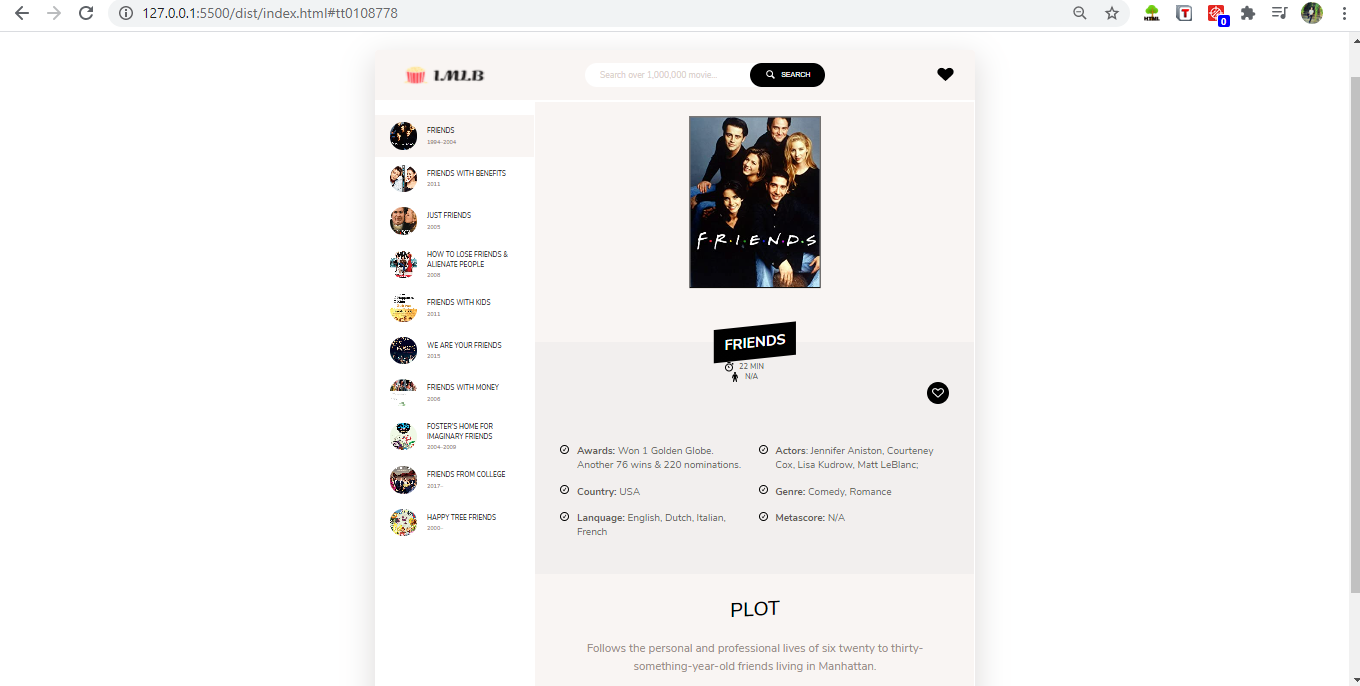 127.0.0.1:5500/dist/index.html#tt0108778
HTML
T
0
IMLB
Search over 1,000,000 movie...
SEARCH
FRIENDS
1994-2004
FRIENDS WITH BENEFITS
2011
JUST FRIENDS
2005
HOW TO LOSE FRIENDS &
ALIENATE PEOPLE
2008
FRIENDS WITH KIDS
2011
WE ARE YOUR FRIENDS
2015
FRIENDS WITH MONEY
2006
FOSTER'S HOME FOR
IMAGINARY FRIENDS
2004-2009
FRIENDS FROM COLLEGE
2017-
HAPPY TREE FRIENDS
2000-
F·R·I·E·N·D·S
FRIENDS
22 MIN
N/A
Awards: Won 1 Golden Globe.
Another 76 wins & 220 nominations.
Country: USA
Lanquage: English, Dutch, Italian,
French
Actors: Jennifer Aniston, Courteney
Cox, Lisa Kudrow, Matt LeBlanc;
Genre: Comedy, Romance
Metascore: N/A
PLOT
Follows the personal and professional lives of six twenty to thirty-
something-year-old friends living in Manhattan.